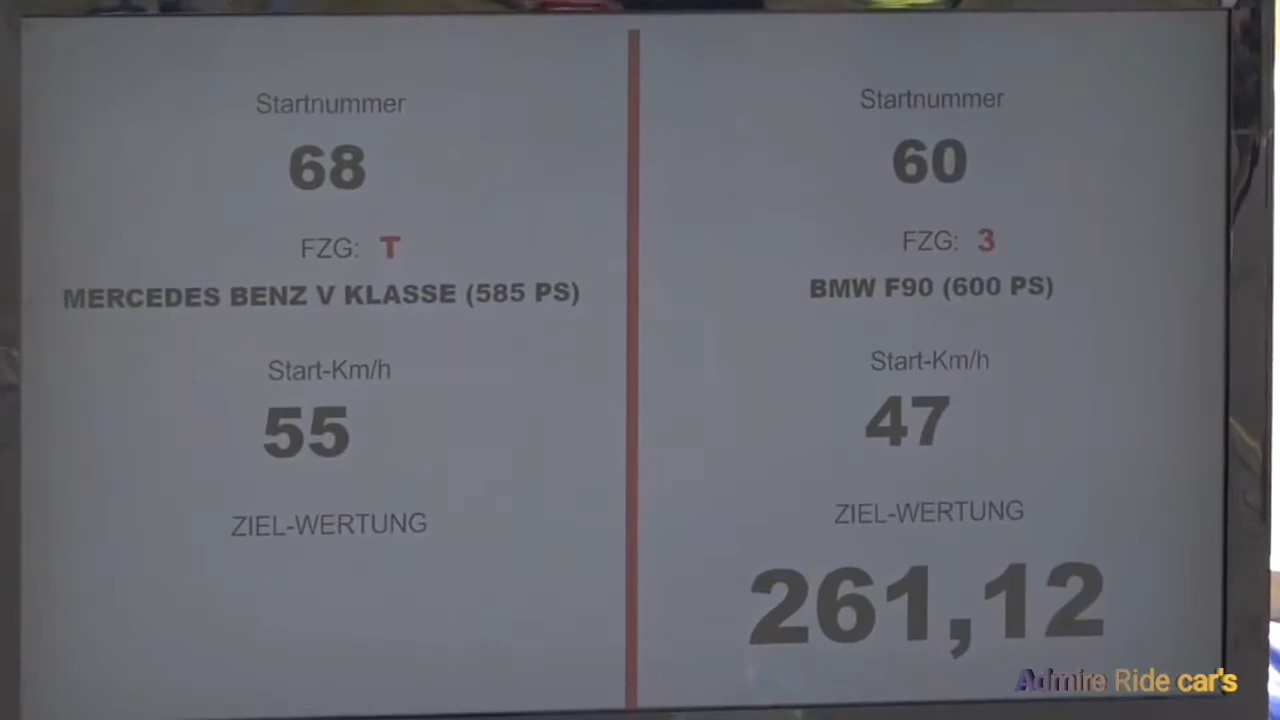 Startnummer
68
FZG: T
MERCEDES BENZ V KLASSE (585 PS)
Start-Km/h
55
ZIEL-WERTUNG
Startnummer
60
FZG: 3
BMW F90 (600 PS)
Start-Km/h
47
ZIEL-WERTUNG
261,12
Admire Ride car's